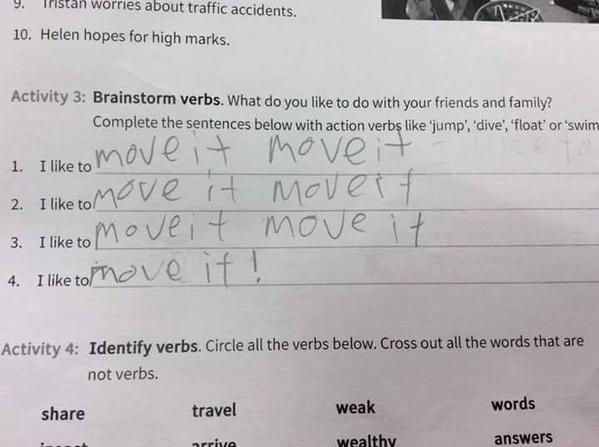 9. Tristan worries about traffic accidents.
10. Helen hopes for high marks.
Activity 3: Brainstorm verbs. What do you like to do with your friends and family?
Complete the sentences below with action verbs like 'jump', 'dive', 'float' or 'swim
1. I like to move it move it
2. I like to move it move it
3. I like to move it move it
4. I like to move it!
Activity 4: Identify verbs. Circle all the verbs below. Cross out all the words that are
not verbs.
share travel weak words
arrive wealthy answers